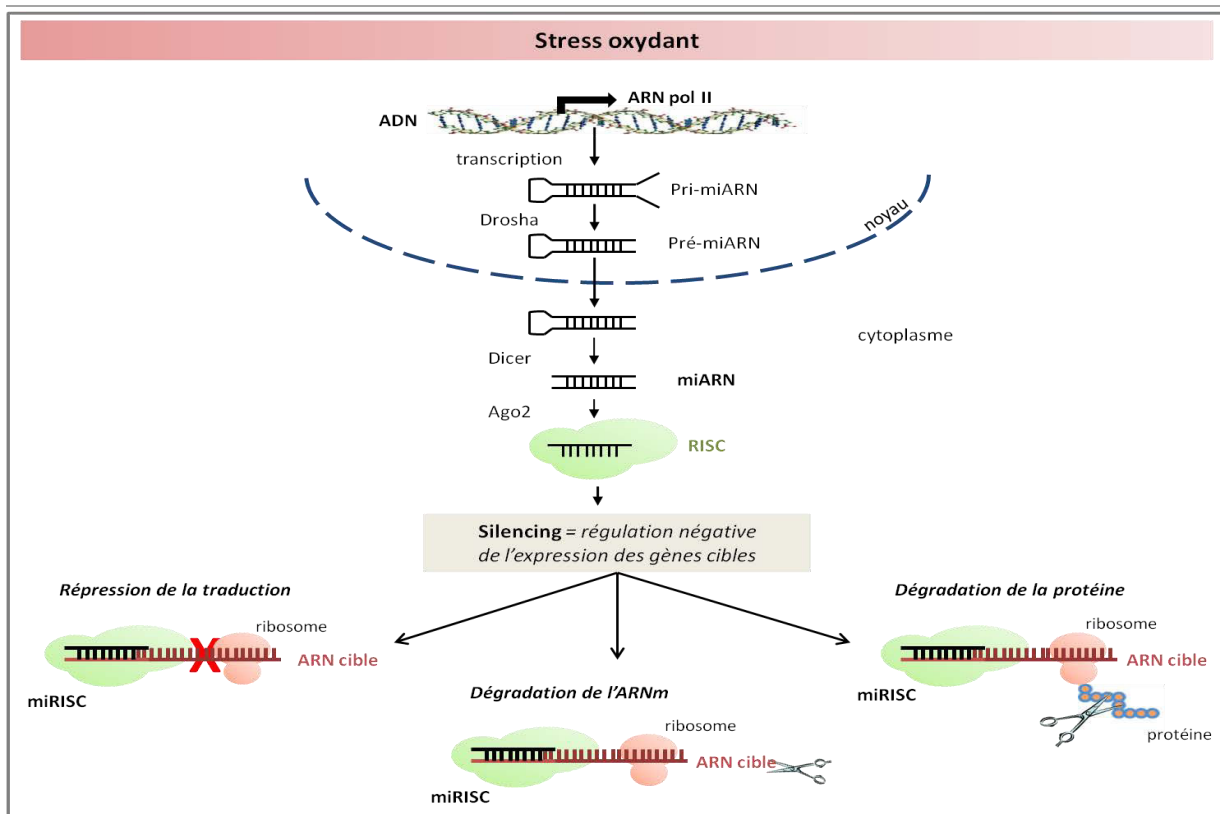 Stress oxydant
ARN pol II
ADN
transcription
Pri-miARN
noyau
Drosha
Pré-miARN
cytoplasme
Dicer
miARN
Ago2
RISC
Silencing = régulation négative
de l'expression des gènes cibles
Répression de la traduction
ribosome
ARN cible
miRISC
Dégradation de l'ARNm
ribosome
ARN cible
miRISC
Dégradation de la protéine
ribosome
ARN cible
miRISC
protéine